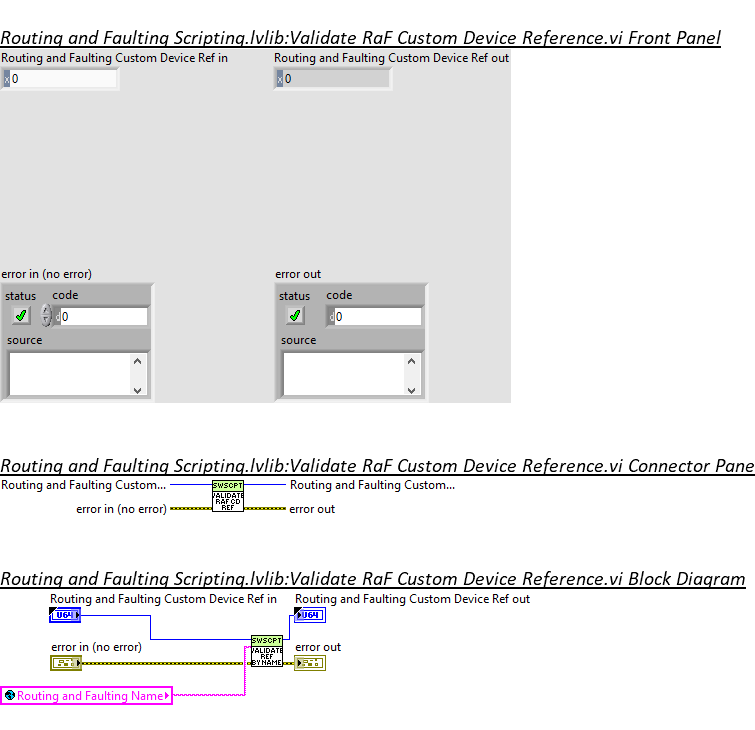 Routing and Faulting Scripting.lvlib:Validate RaF Custom Device Reference.vi Front Panel
Routing and Faulting Custom Device Ref in
Routing and Faulting Custom Device Ref out
x 0
x 0
error in (no error)
error out
status code
status code
d 0
d 0
source
source
Routing and Faulting Scripting.lvlib:Validate RaF Custom Device Reference.vi Connector Pane
Routing and Faulting Custom...
SWSCPT
Routing and Faulting Custom...
VALIDATE
RAF CD
REF
error in (no error)
error out
Routing and Faulting Scripting.lvlib:Validate RaF Custom Device Reference.vi Block Diagram
Routing and Faulting Custom Device Ref in
Routing and Faulting Custom Device Ref out
U64
U64
error in (no error)
SWSCPT
VALIDATE
REF
BY NAME
error out
Routing and Faulting Name